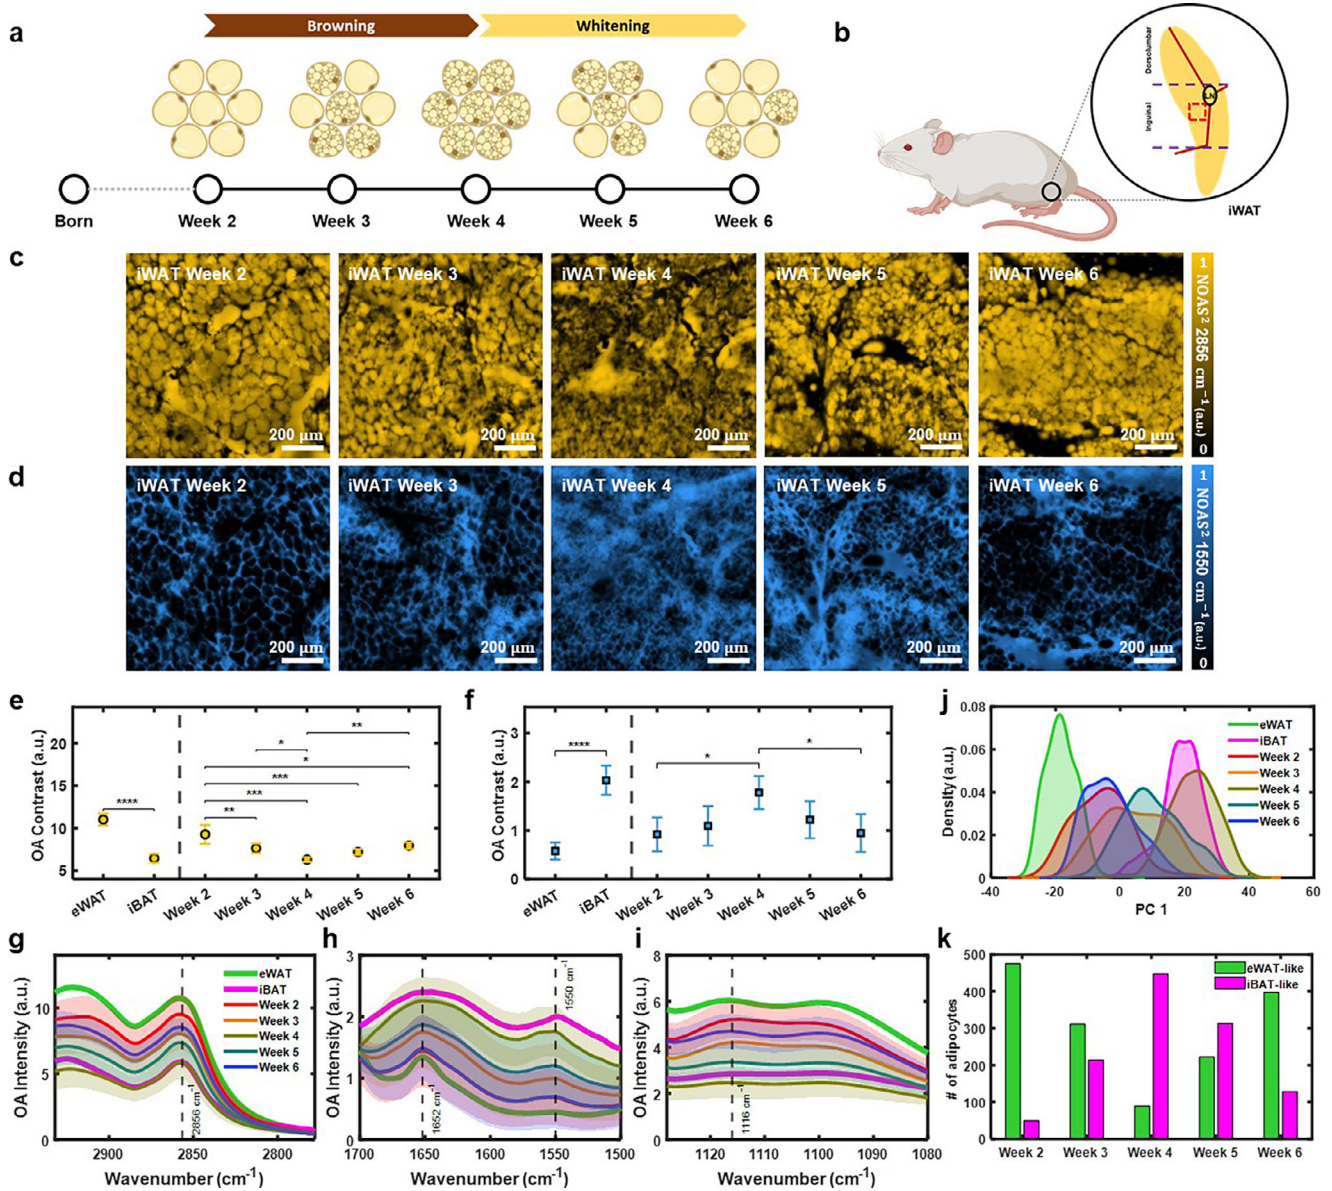 a
Browning
Whitening
Born
Week 2
Week 3
Week 4
Week 5
Week 6
b
Dorsolumbar
LN
Inguinal
iWAT
c
iWAT Week 2
iWAT Week 3
iWAT Week 4
iWAT Week 5
iWAT Week 6
200 µm
200 µm
200 µm
200 µm
200 µm
1 NOAS² 2856 cm⁻¹ (a.u.) 0
d
iWAT Week 2
iWAT Week 3
iWAT Week 4
iWAT Week 5
iWAT Week 6
200 µm
200 µm
200 µm
200 µm
200 µm
1 NOAS² 1550 cm⁻¹ (a.u.) 0
e
OA Contrast (a.u.)
20
15
10
5
****
**
***
***
*
*
**
eWAT
iBAT
Week 2
Week 3
Week 4
Week 5
Week 6
f
OA Contrast (a.u.)
3
2
1
0
****
*
*
eWAT
iBAT
Week 2
Week 3
Week 4
Week 5
Week 6
j
Density (a.u.)
0.08
0.06
0.04
0.02
0
-40
-20
0
20
40
60
PC 1
eWAT
iBAT
Week 2
Week 3
Week 4
Week 5
Week 6
g
OA Intensity (a.u.)
10
5
0
eWAT
iBAT
Week 2
Week 3
Week 4
Week 5
Week 6
2856 cm⁻¹
2900
2850
2800
Wavenumber (cm⁻¹)
h
OA Intensity (a.u.)
3
2
1
0
1652 cm⁻¹
1550 cm⁻¹
1700
1650
1600
1550
1500
Wavenumber (cm⁻¹)
i
OA Intensity (a.u.)
8
6
4
2
0
1116 cm⁻¹
1120
1110
1100
1090
1080
Wavenumber (cm⁻¹)
k
# of adipocytes
500
400
300
200
100
0
eWAT-like
iBAT-like
Week 2
Week 3
Week 4
Week 5
Week 6